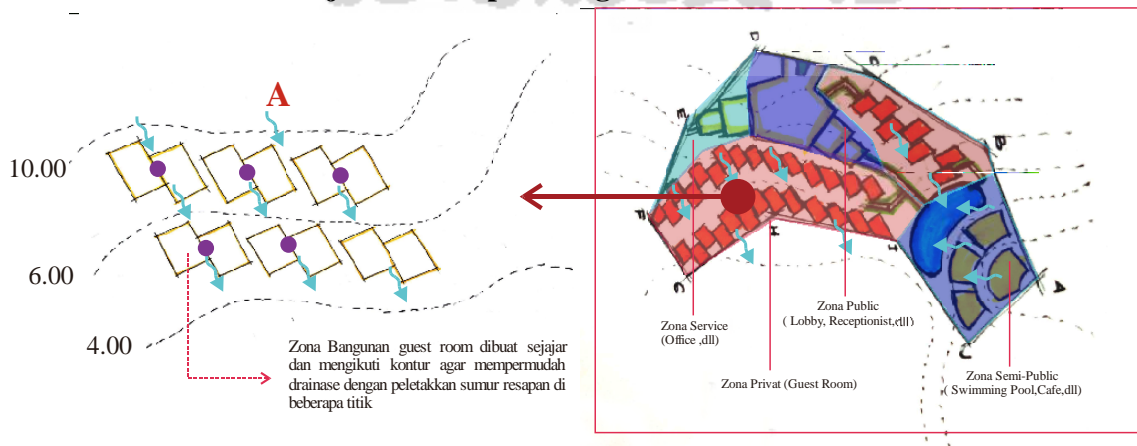 A
10.00
6.00
4.00
Zona Bangunan guest room dibuat sejajar
dan mengikuti kontur agar mempermudah
drainase dengan peletakkan sumur resapan di
beberapa titik
D
C
E
B
F
H
I
G
A
J
Zona Service
(Office ,dll)
Zona Public
( Lobby, Receptionist,dll)
Zona Privat (Guest Room)
Zona Semi-Public
( Swimming Pool,Cafe,dll)